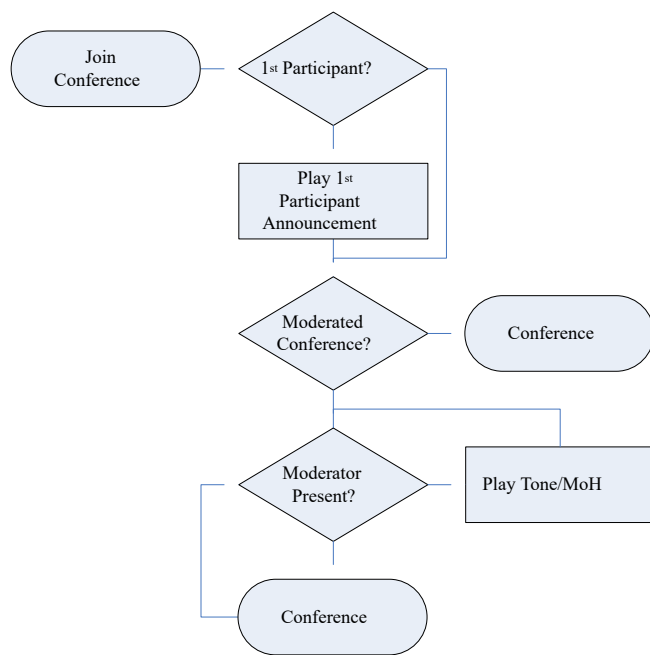 Join
Conference
1st Participant?
Play 1st
Participant
Announcement
Moderated
Conference?
Conference
Moderator
Present?
Play Tone/MoH
Conference